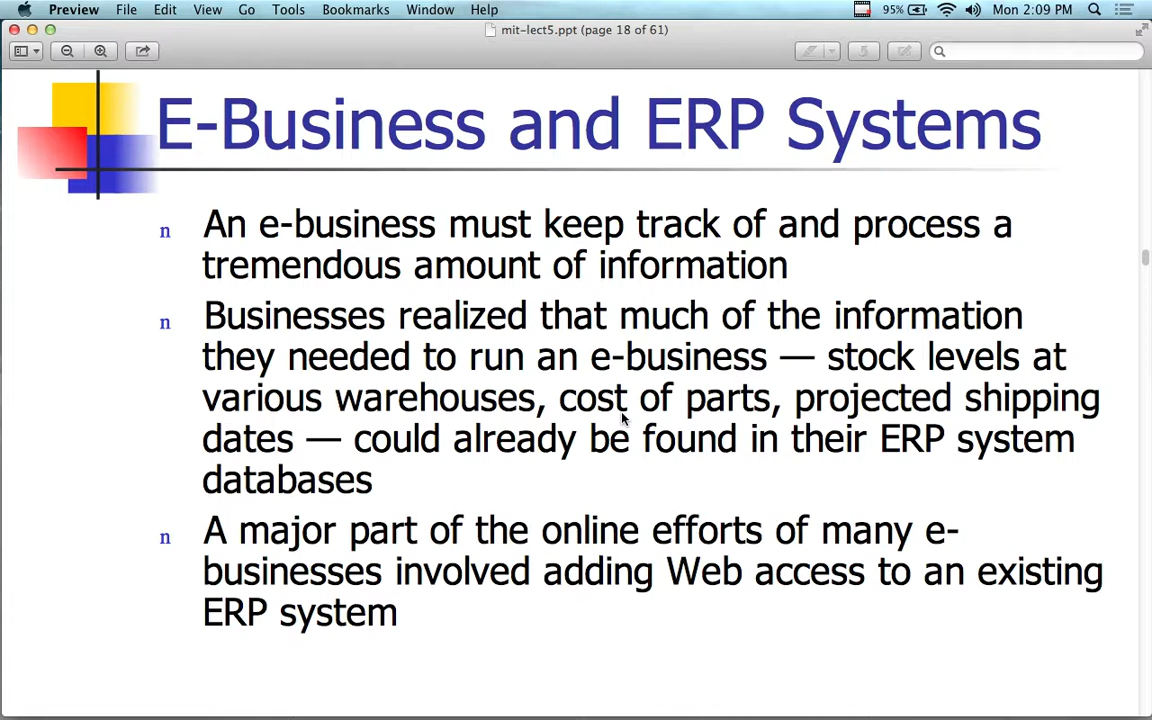 Preview File Edit View Go Tools Bookmarks Window Help 95% Mon 2:09 PM
mit-lect5.ppt (page 18 of 61)
E-Business and ERP Systems
n An e-business must keep track of and process a
tremendous amount of information
n Businesses realized that much of the information
they needed to run an e-business — stock levels at
various warehouses, cost of parts, projected shipping
dates — could already be found in their ERP system
databases
n A major part of the online efforts of many e-
businesses involved adding Web access to an existing
ERP system